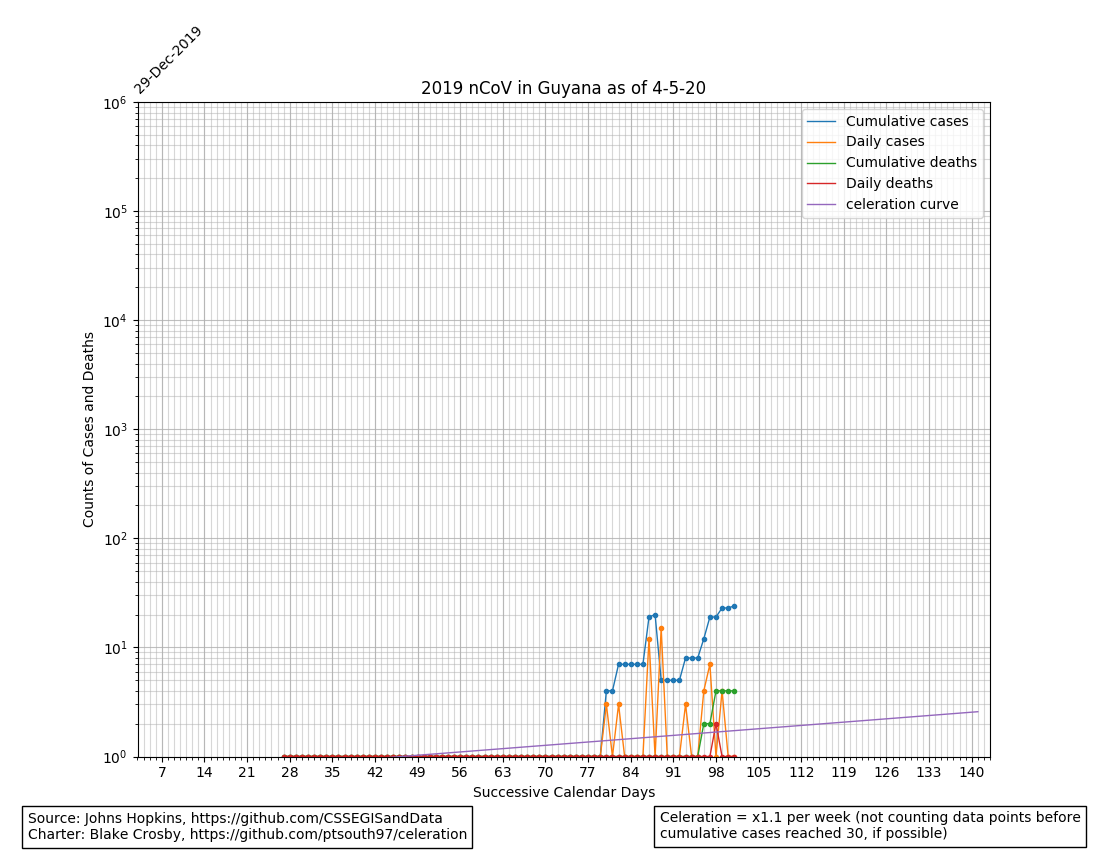 29-Dec-2019
2019 nCoV in Guyana as of 4-5-20
10^6
10^5
10^4
10^3
10^2
10^1
10^0
Counts of Cases and Deaths
Cumulative cases
Daily cases
Cumulative deaths
Daily deaths
celeration curve
7 14 21 28 35 42 49 56 63 70 77 84 91 98 105 112 119 126 133 140
Successive Calendar Days
Source: Johns Hopkins, https://github.com/CSSEGISandData
Charter: Blake Crosby, https://github.com/ptsouth97/celeration
Celeration = x1.1 per week (not counting data points before
cumulative cases reached 30, if possible)